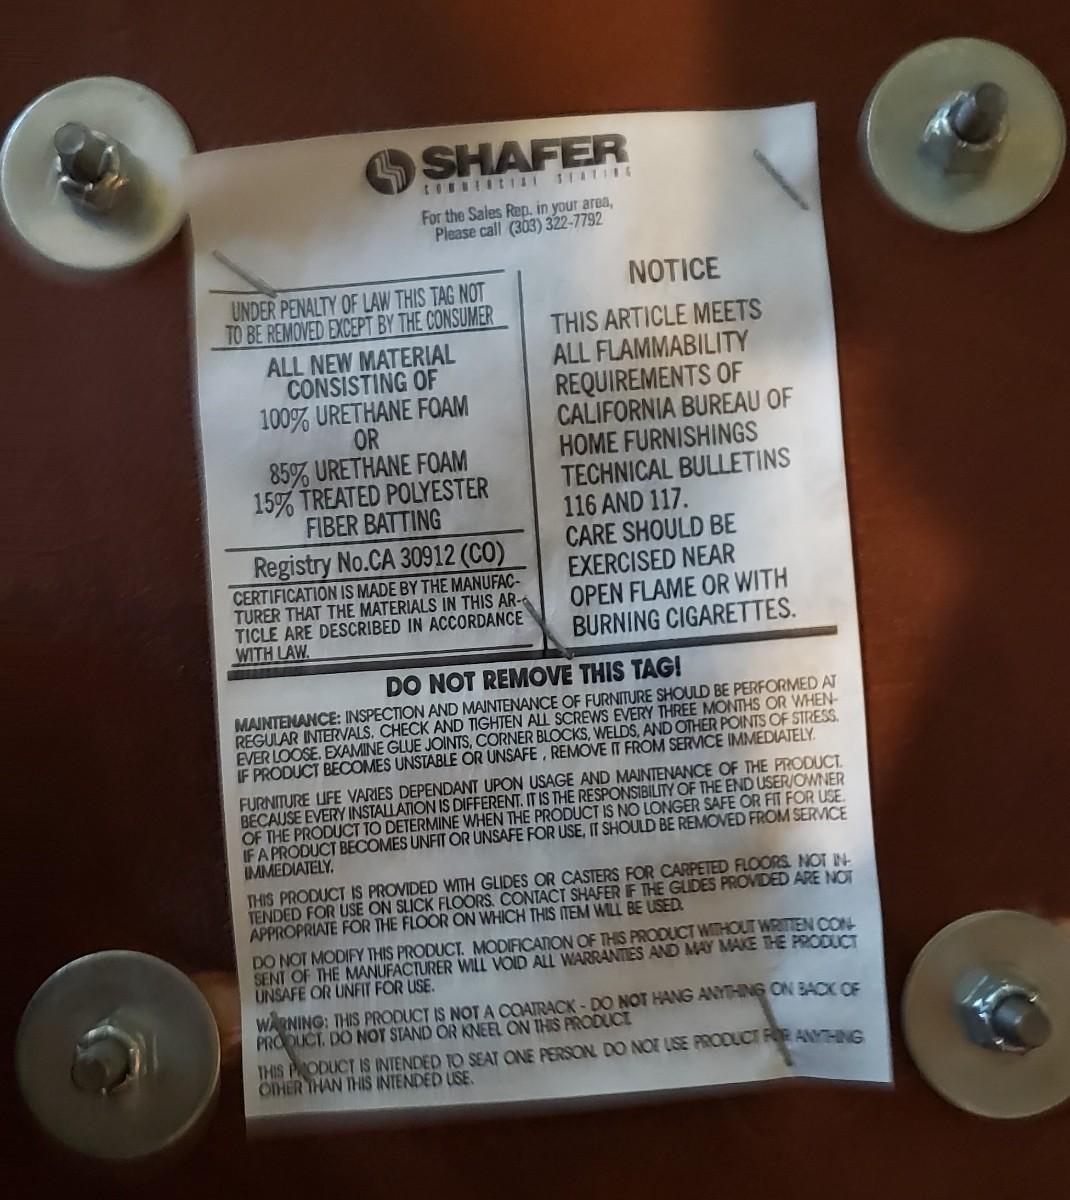 SHAFER
COMMERCIAL SEATING
For the Sales Rep. in your area,
Please call (303) 322-7792
UNDER PENALTY OF LAW THIS TAG NOT
TO BE REMOVED EXCEPT BY THE CONSUMER
ALL NEW MATERIAL
CONSISTING OF
100% URETHANE FOAM
OR
85% URETHANE FOAM
15% TREATED POLYESTER
FIBER BATTING
Registry No.CA 30912 (CO)
CERTIFICATION IS MADE BY THE MANUFAC-
TURER THAT THE MATERIALS IN THIS AR-
TICLE ARE DESCRIBED IN ACCORDANCE
WITH LAW.
NOTICE
THIS ARTICLE MEETS
ALL FLAMMABILITY
REQUIREMENTS OF
CALIFORNIA BUREAU OF
HOME FURNISHINGS
TECHNICAL BULLETINS
116 AND 117.
CARE SHOULD BE
EXERCISED NEAR
OPEN FLAME OR WITH
BURNING CIGARETTES.
DO NOT REMOVE THIS TAG!
MAINTENANCE: INSPECTION AND MAINTENANCE OF FURNITURE SHOULD BE PERFORMED AT
REGULAR INTERVALS. CHECK AND TIGHTEN ALL SCREWS EVERY THREE MONTHS OR WHEN-
EVER LOOSE. EXAMINE GLUE JOINTS, CORNER BLOCKS, WELDS, AND OTHER POINTS OF STRESS.
IF PRODUCT BECOMES UNSTABLE OR UNSAFE , REMOVE IT FROM SERVICE IMMEDIATELY.
FURNITURE LIFE VARIES DEPENDANT UPON USAGE AND MAINTENANCE OF THE PRODUCT.
BECAUSE EVERY INSTALLATION IS DIFFERENT. IT IS THE RESPONSIBILITY OF THE END USER/OWNER
OF THE PRODUCT TO DETERMINE WHEN THE PRODUCT IS NO LONGER SAFE OR FIT FOR USE.
IF A PRODUCT BECOMES UNFIT OR UNSAFE FOR USE, IT SHOULD BE REMOVED FROM SERVICE
IMMEDIATELY.
THIS PRODUCT IS PROVIDED WITH GLIDES OR CASTERS FOR CARPETED FLOORS. NOT IN-
TENDED FOR USE ON SLICK FLOORS. CONTACT SHAFER IF THE GLIDES PROVIDED ARE NOT
APPROPRIATE FOR THE FLOOR ON WHICH THIS ITEM WILL BE USED.
DO NOT MODIFY THIS PRODUCT. MODIFICATION OF THIS PRODUCT WITHOUT WRITTEN CON-
SENT OF THE MANUFACTURER WILL VOID ALL WARRANTIES AND MAY MAKE THE PRODUCT
UNSAFE OR UNFIT FOR USE.
WARNING: THIS PRODUCT IS NOT A COATRACK - DO NOT HANG ANYTHING ON BACK OF
PRODUCT. DO NOT STAND OR KNEEL ON THIS PRODUCT.
THIS PRODUCT IS INTENDED TO SEAT ONE PERSON. DO NOT USE PRODUCT FOR ANYTHING
OTHER THAN THIS INTENDED USE.